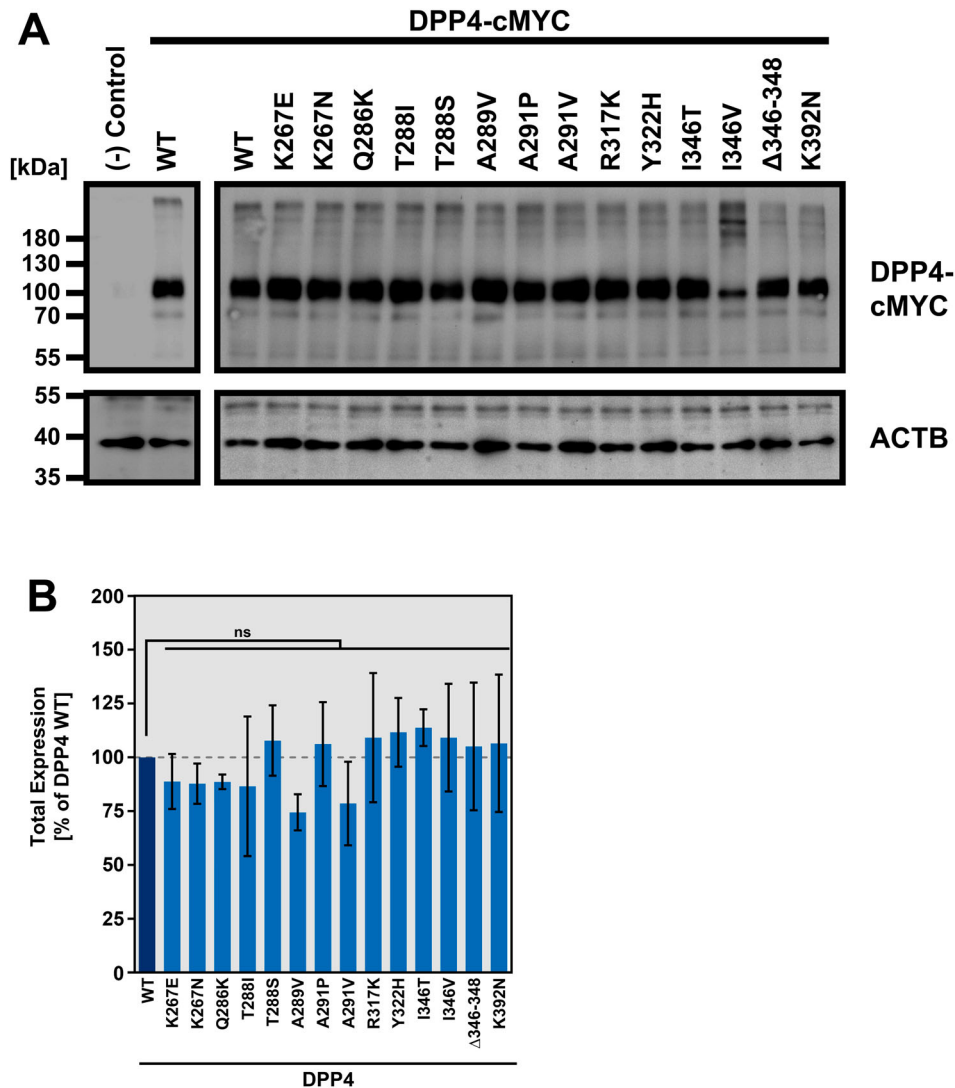 A
DPP4-cMYC
[kDa]
(-) Control
WT
WT
K267E
K267N
Q286K
T288I
T288S
A289V
A291P
A291V
R317K
Y322H
I346T
I346V
Δ346-348
K392N
180
130
100
70
55
DPP4-
cMYC
55
40
35
ACTB
B
Total Expression
[% of DPP4 WT]
200
150
125
100
75
50
25
0
ns
WT
K267E
K267N
Q286K
T288I
T288S
A289V
A291P
A291V
R317K
Y322H
I346T
I346V
Δ346-348
K392N
DPP4